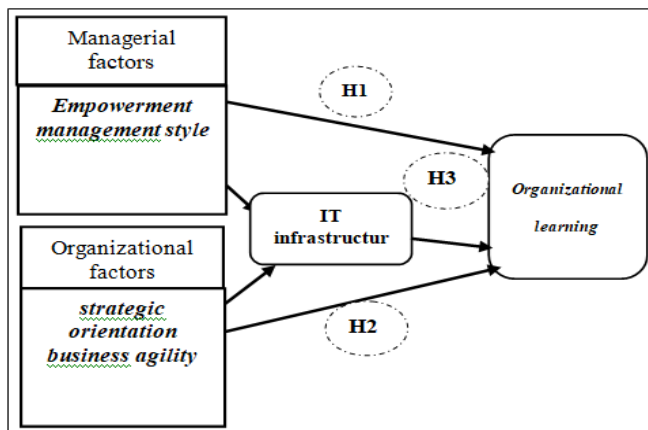 Managerial
factors
Empowerment
management style
H1
H3
IT
infrastructur
Organizational
learning
Organizational
factors
strategic
orientation
business agility
H2